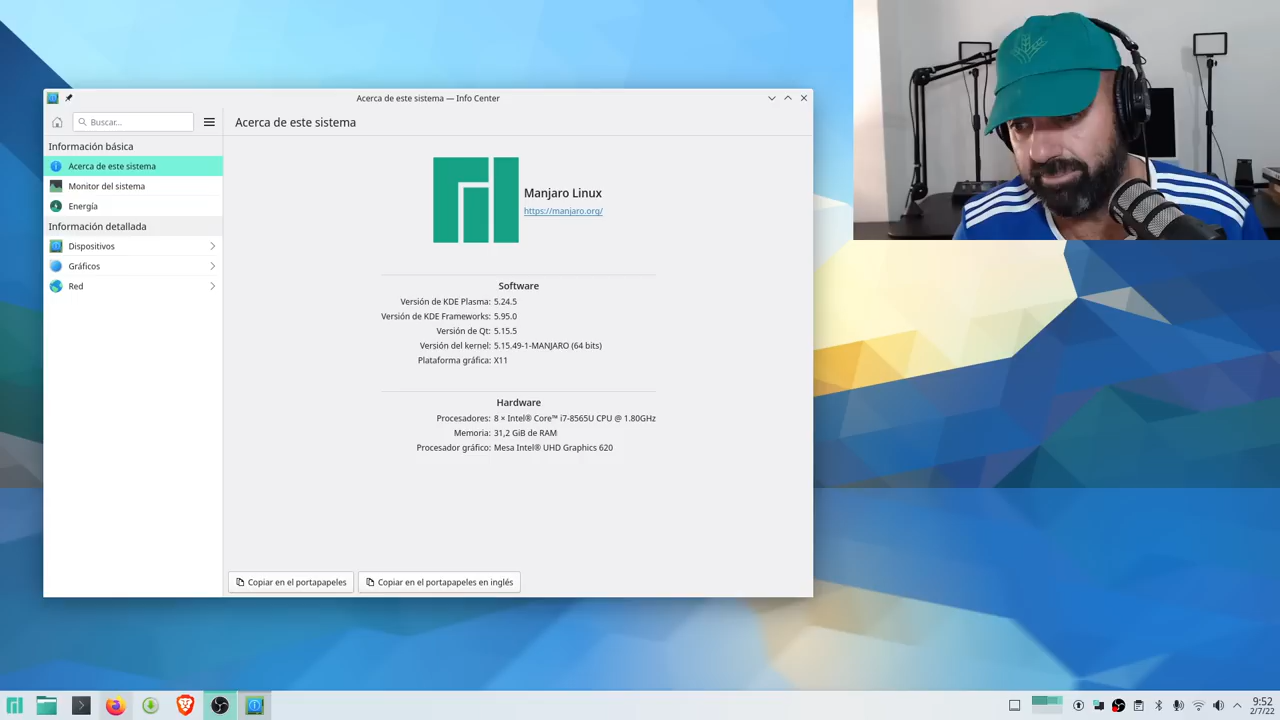 Acerca de este sistema — Info Center
Buscar...
Acerca de este sistema
Información básica
Acerca de este sistema
Monitor del sistema
Energía
Información detallada
Dispositivos
Gráficos
Red
Manjaro Linux
https://manjaro.org/
Software
Versión de KDE Plasma: 5.24.5
Versión de KDE Frameworks: 5.95.0
Versión de Qt: 5.15.5
Versión del kernel: 5.15.49-1-MANJARO (64 bits)
Plataforma gráfica: X11
Hardware
Procesadores: 8 × Intel® Core™ i7-8565U CPU @ 1.80GHz
Memoria: 31,2 GiB de RAM
Procesador gráfico: Mesa Intel® UHD Graphics 620
Copiar en el portapapeles
Copiar en el portapapeles en inglés
9:52
2/7/22